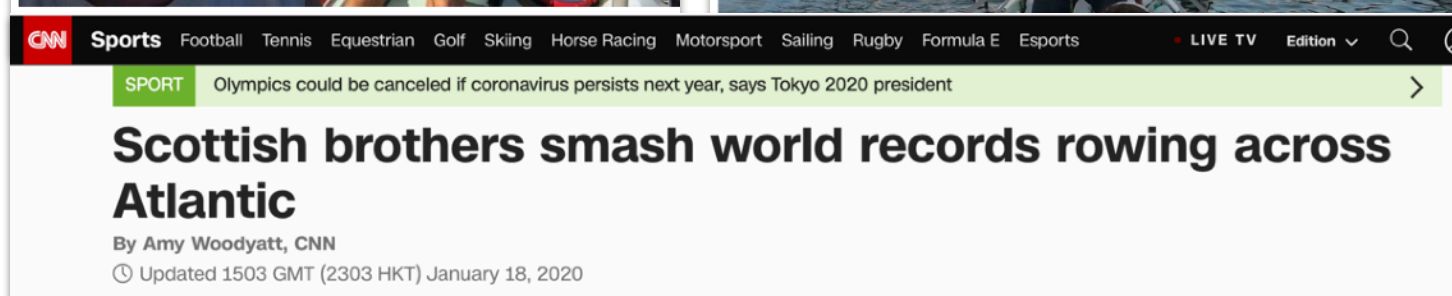 CNN Sports Football Tennis Equestrian Golf Skiing Horse Racing Motorsport Sailing Rugby Formula E Esports LIVE TV Edition
SPORT Olympics could be canceled if coronavirus persists next year, says Tokyo 2020 president
Scottish brothers smash world records rowing across
Atlantic
By Amy Woodyatt, CNN
Updated 1503 GMT (2303 HKT) January 18, 2020